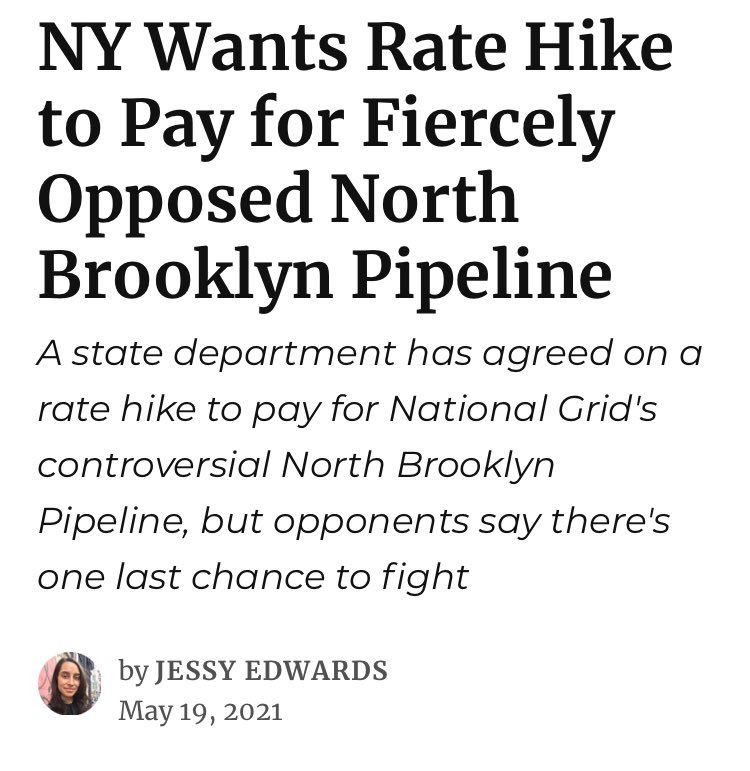 NY Wants Rate Hike
to Pay for Fiercely
Opposed North
Brooklyn Pipeline
A state department has agreed on a
rate hike to pay for National Grid's
controversial North Brooklyn
Pipeline, but opponents say there's
one last chance to fight
by JESSY EDWARDS
May 19, 2021